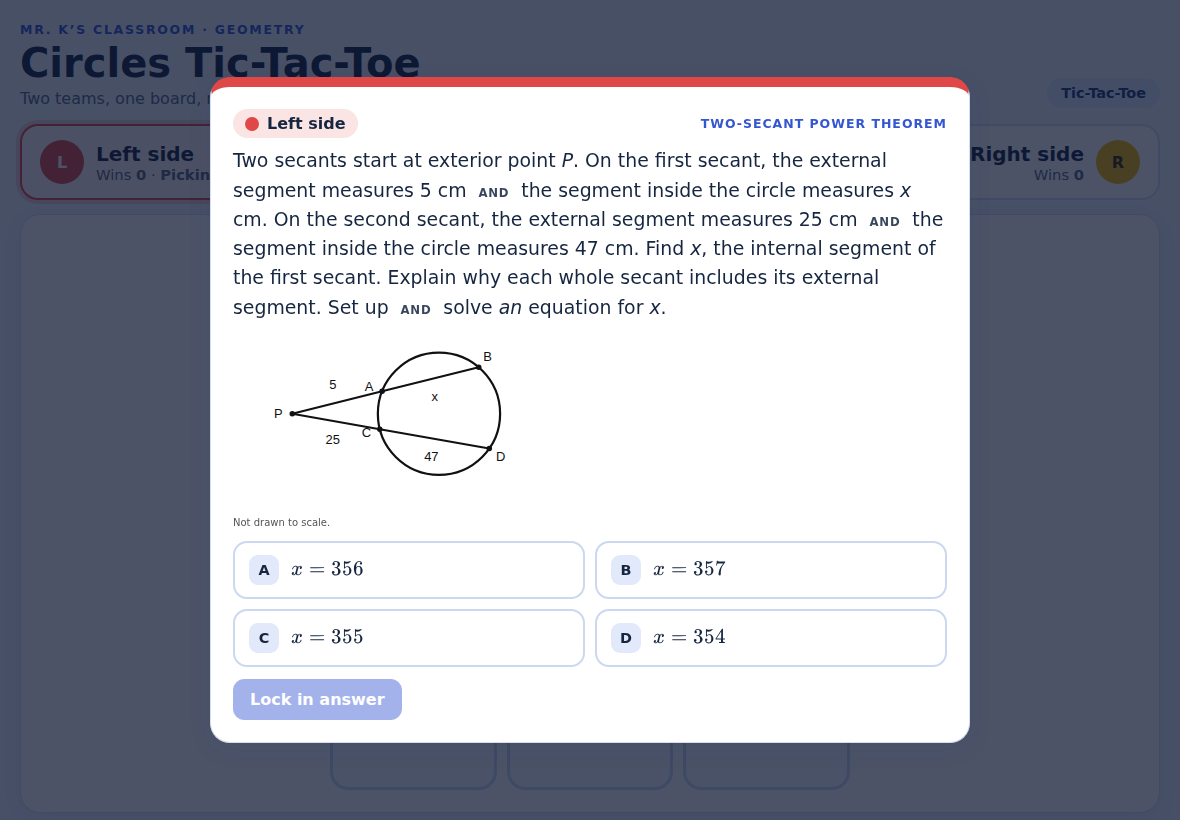 MR. K'S CLASSROOM · GEOMETRY
Circles Tic-Tac-Toe
Two teams, one board,
Tic-Tac-Toe
L
Left side
Wins 0 · Pickin
Right side
Wins 0
R
Left side
TWO-SECANT POWER THEOREM
Two secants start at exterior point P. On the first secant, the external
segment measures 5 cm AND the segment inside the circle measures x
cm. On the second secant, the external segment measures 25 cm AND the
segment inside the circle measures 47 cm. Find x, the internal segment of
the first secant. Explain why each whole secant includes its external
segment. Set up AND solve an equation for x.
B
5
A
x
P
C
25
47
D
Not drawn to scale.
A x = 356
B x = 357
C x = 355
D x = 354
Lock in answer